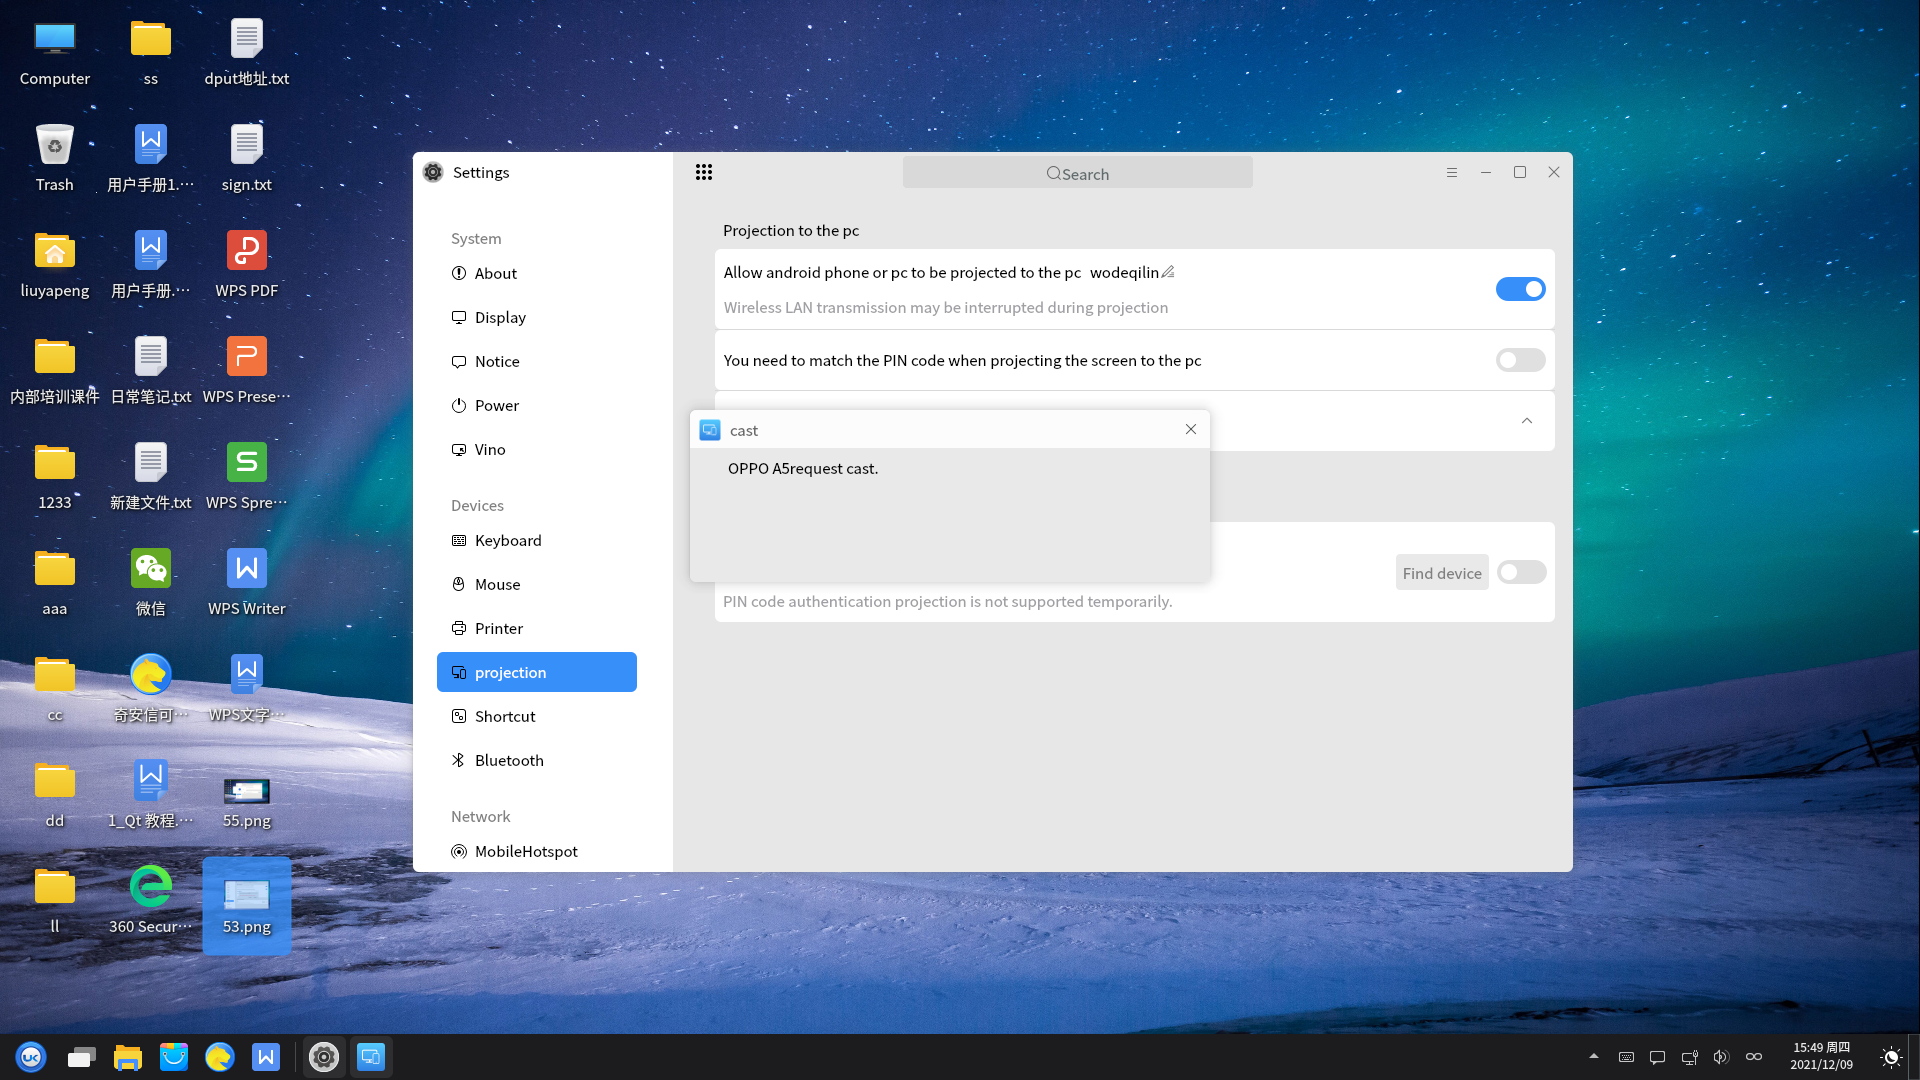 Computer
ss
dput地址.txt
Trash
用户手册1.…
sign.txt
liuyapeng
用户手册.…
WPS PDF
内部培训课件
日常笔记.txt
WPS Prese…
1233
新建文件.txt
WPS Spre…
aaa
微信
WPS Writer
cc
奇安信可…
WPS文字…
dd
1_Qt 教程.…
55.png
ll
360 Secur…
53.png
Settings
Search
System
About
Display
Notice
Power
Vino
Devices
Keyboard
Mouse
Printer
projection
Shortcut
Bluetooth
Network
MobileHotspot
Projection to the pc
Allow android phone or pc to be projected to the pc wodeqilin
Wireless LAN transmission may be interrupted during projection
You need to match the PIN code when projecting the screen to the pc
cast
OPPO A5request cast.
Find device
PIN code authentication projection is not supported temporarily.
UK
15:49 周四
2021/12/09